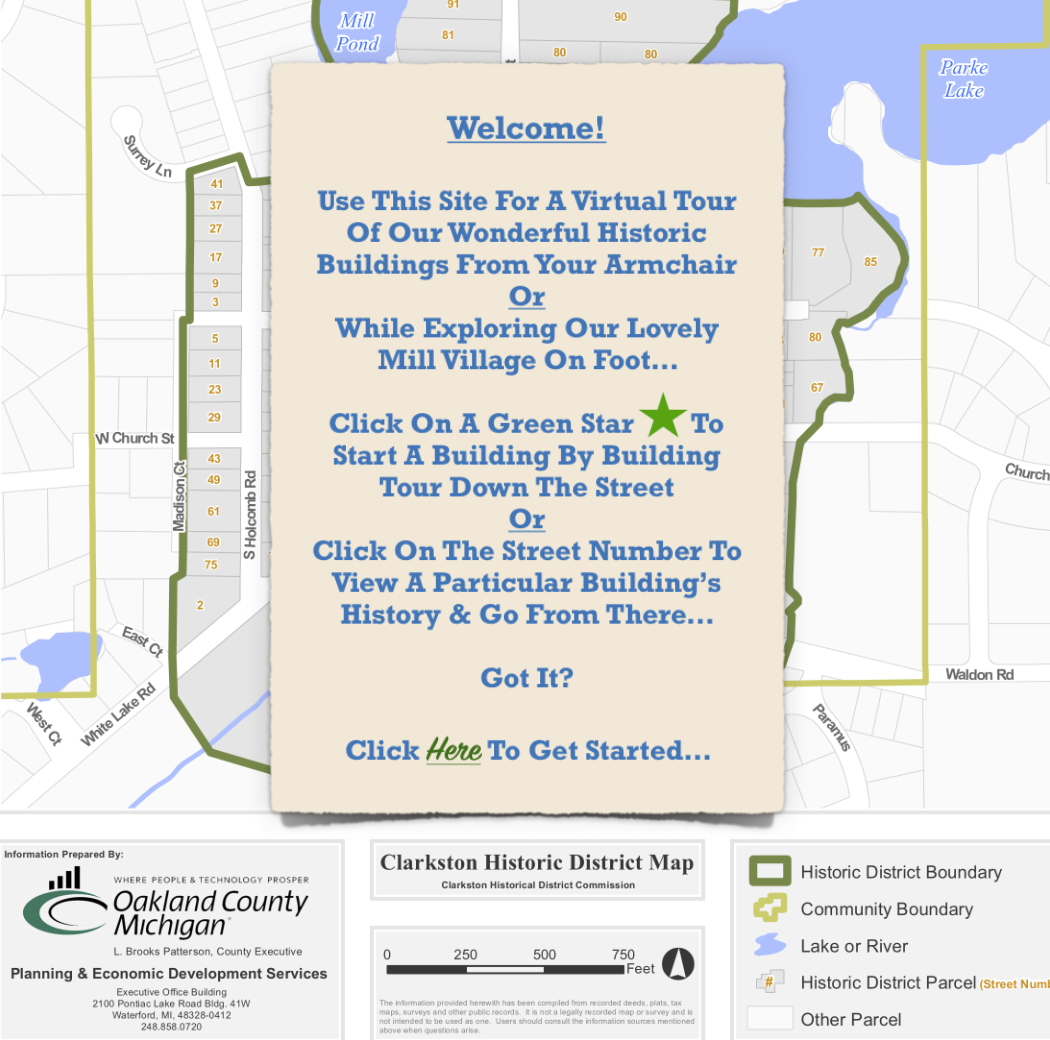 91
90
Mill
Pond
81
80
80
Parke
Lake
Surrey Ln
41
37
27
17
9
3
5
11
23
29
W Church St
43
49
61
69
75
2
Madison Ct
S Holcomb Rd
East Ct
White Lake Rd
West Ct
77
85
80
67
Church
Waldon Rd
Paramus
Welcome!
Use This Site For A Virtual Tour
Of Our Wonderful Historic
Buildings From Your Armchair
Or
While Exploring Our Lovely
Mill Village On Foot...
Click On A Green Star To
Start A Building By Building
Tour Down The Street
Or
Click On The Street Number To
View A Particular Building's
History & Go From There...
Got It?
Click Here To Get Started...
Information Prepared By:
WHERE PEOPLE & TECHNOLOGY PROSPER
Oakland County
Michigan
L. Brooks Patterson, County Executive
Planning & Economic Development Services
Executive Office Building
2100 Pontiac Lake Road Bldg. 41W
Waterford, MI, 48328-0412
248.858.0720
Clarkston Historic District Map
Clarkston Historical District Commission
0 250 500 750
Feet
The information provided herewith has been compiled from recorded deeds, plats, tax
maps, surveys and other public records. It is not a legally recorded map or survey and is
not intended to be used as one. Users should consult the information sources mentioned
above when questions arise.
Historic District Boundary
Community Boundary
Lake or River
# Historic District Parcel (Street Num
Other Parcel